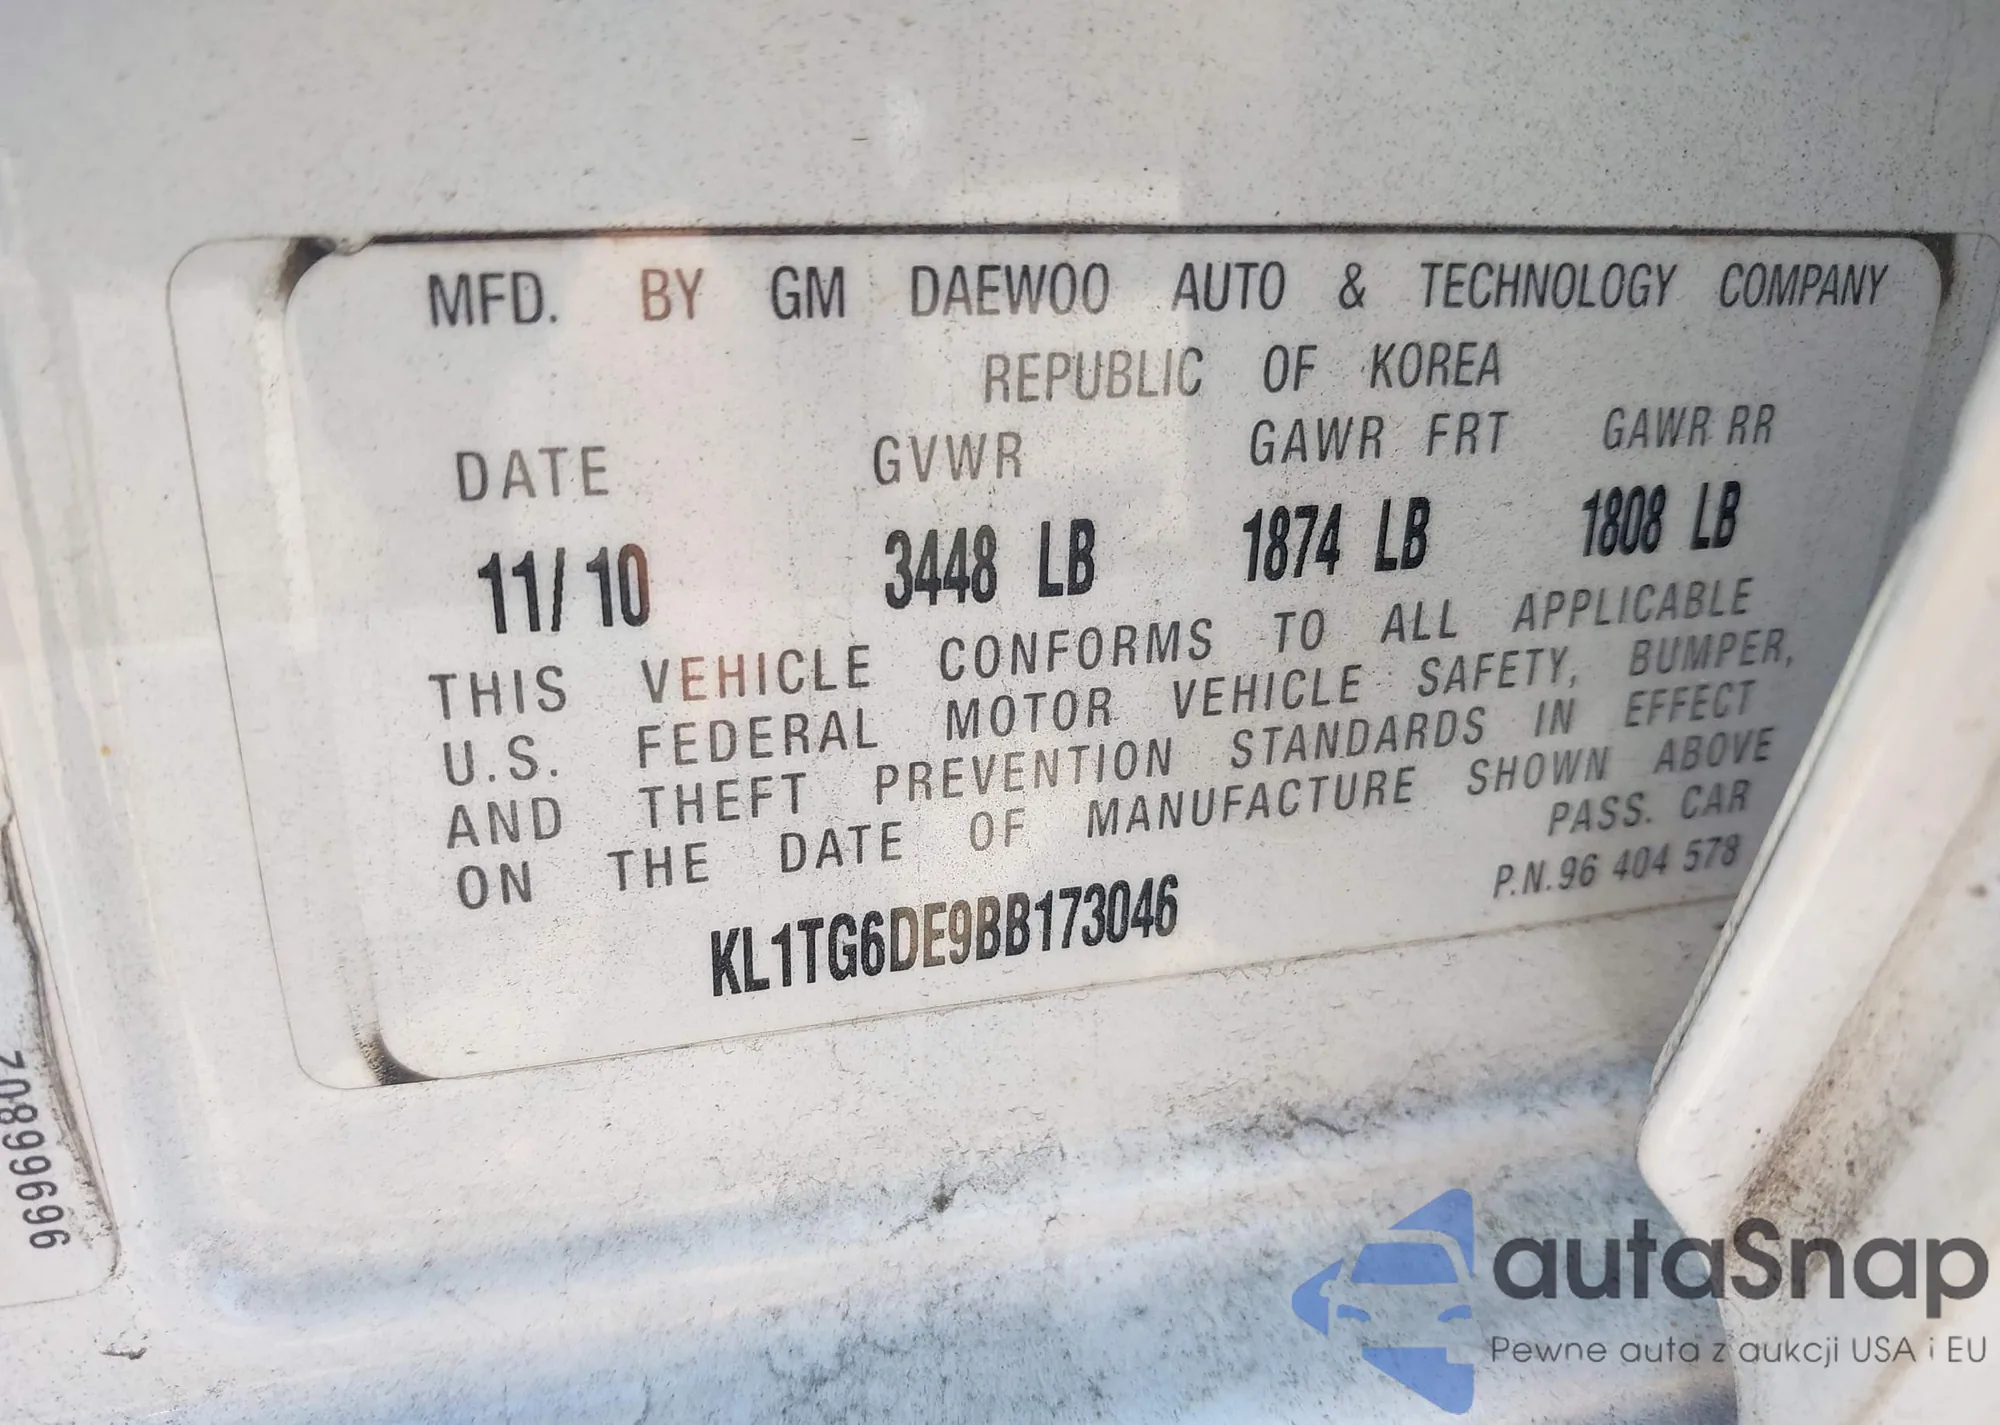 MFD. BY GM DAEWOO AUTO & TECHNOLOGY COMPANY
REPUBLIC OF KOREA
DATE GVWR GAWR FRT GAWR RR
11/10 3448 LB 1874 LB 1808 LB
THIS VEHICLE CONFORMS TO ALL APPLICABLE
U.S. FEDERAL MOTOR VEHICLE SAFETY, BUMPER,
AND THEFT PREVENTION STANDARDS IN EFFECT
ON THE DATE OF MANUFACTURE SHOWN ABOVE
PASS. CAR
P.N.96 404 578
KL1TG6DE9BB173046
96966802
autaSnap
Pewne auta z aukcji USA i EU